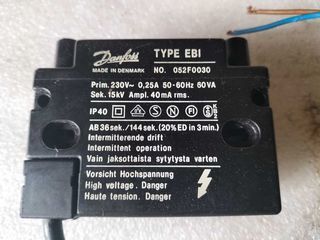 Danfoss TYPE EBI
MADE IN DENMARK NO. 052F0030
Prim. 230V~ 0,25A 50-60Hz 60VA
Sek. 15kV Ampl. 40mA rms.
IP40
AB 36 sek./144 sek. (20% ED in 3 min.)
Intermitterende drift
Intermittent operation
Vain jaksottaista sytytystä varten
Vorsicht Hochspannung
High voltage. Danger
Haute tension. Danger